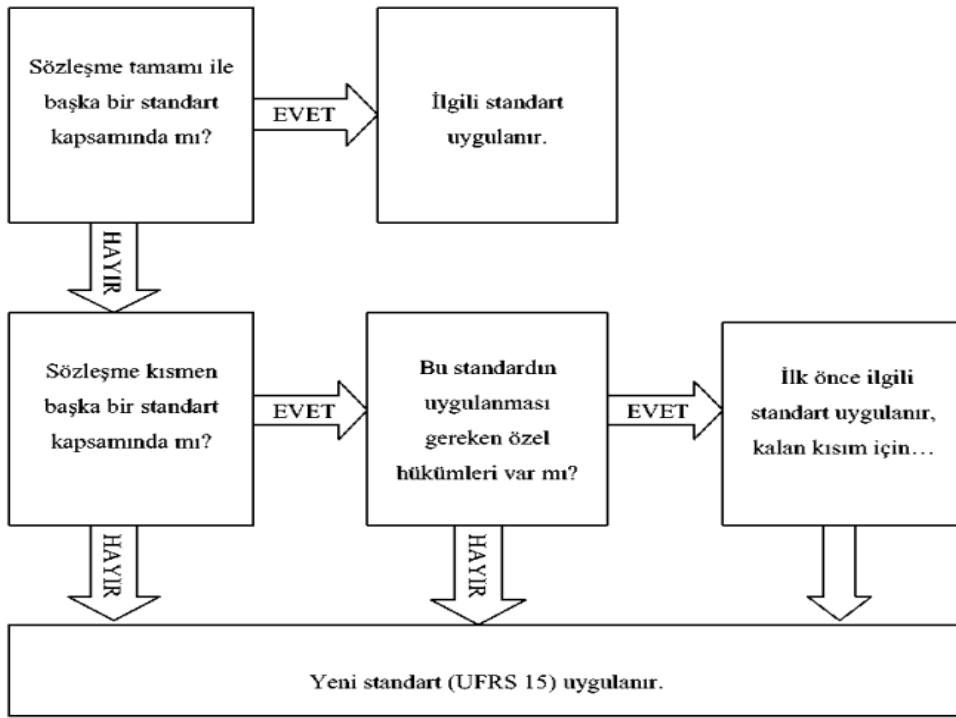 Sözleşme tamamı ile
başka bir standart
kapsamında mı?
EVET
İlgili standart
uygulanır.
HAYIR
Sözleşme kısmen
başka bir standart
kapsamında mı?
EVET
Bu standardın
uygulanması
gereken özel
hükümleri var mı?
EVET
İlk önce ilgili
standart uygulanır,
kalan kısım için…
HAYIR
HAYIR
Yeni standart (UFRS 15) uygulanır.